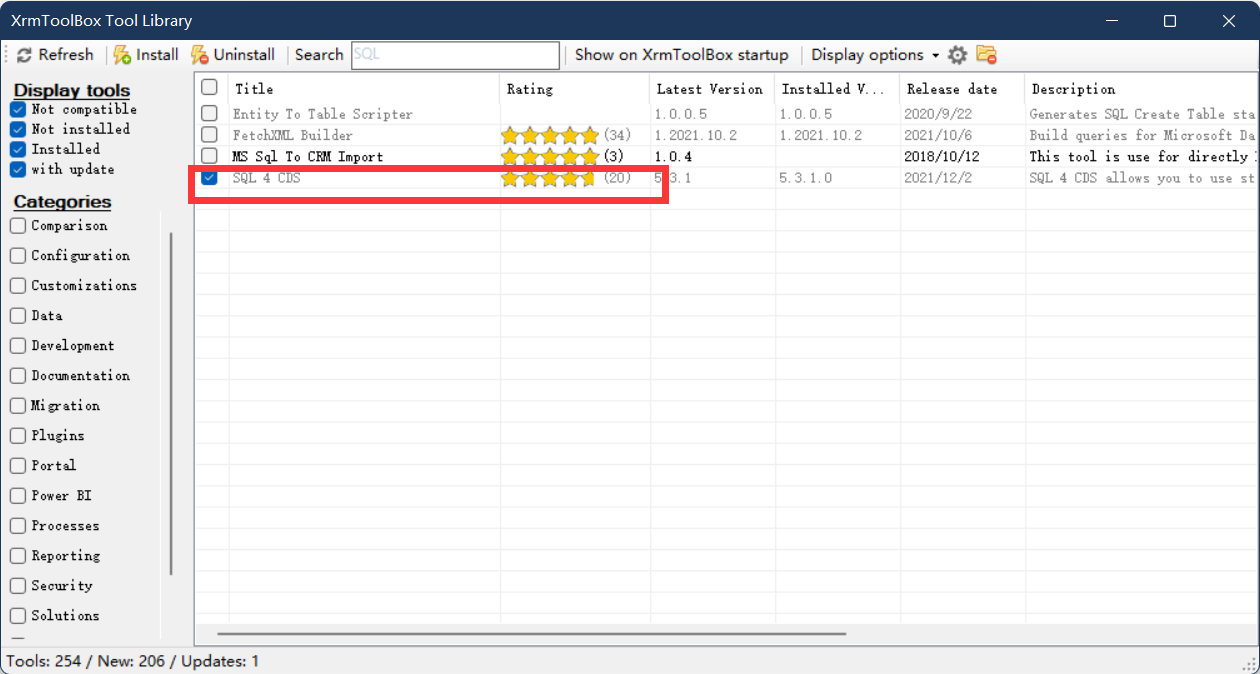 XrmToolBox Tool Library
Refresh Install Uninstall Search SQL Show on XrmToolBox startup Display options
Display tools
Not compatible
Not installed
Installed
with update
Categories
Comparison
Configuration
Customizations
Data
Development
Documentation
Migration
Plugins
Portal
Power BI
Processes
Reporting
Security
Solutions
Title Rating Latest Version Installed V... Release date Description
Entity To Table Scripter 1.0.0.5 1.0.0.5 2020/9/22 Generates SQL Create Table sta
FetchXML Builder (34) 1.2021.10.2 1.2021.10.2 2021/10/6 Build queries for Microsoft Da
MS Sql To CRM Import (3) 1.0.4 2018/10/12 This tool is use for directly
SQL 4 CDS (20) 5.3.1 5.3.1.0 2021/12/2 SQL 4 CDS allows you to use st
Tools: 254 / New: 206 / Updates: 1